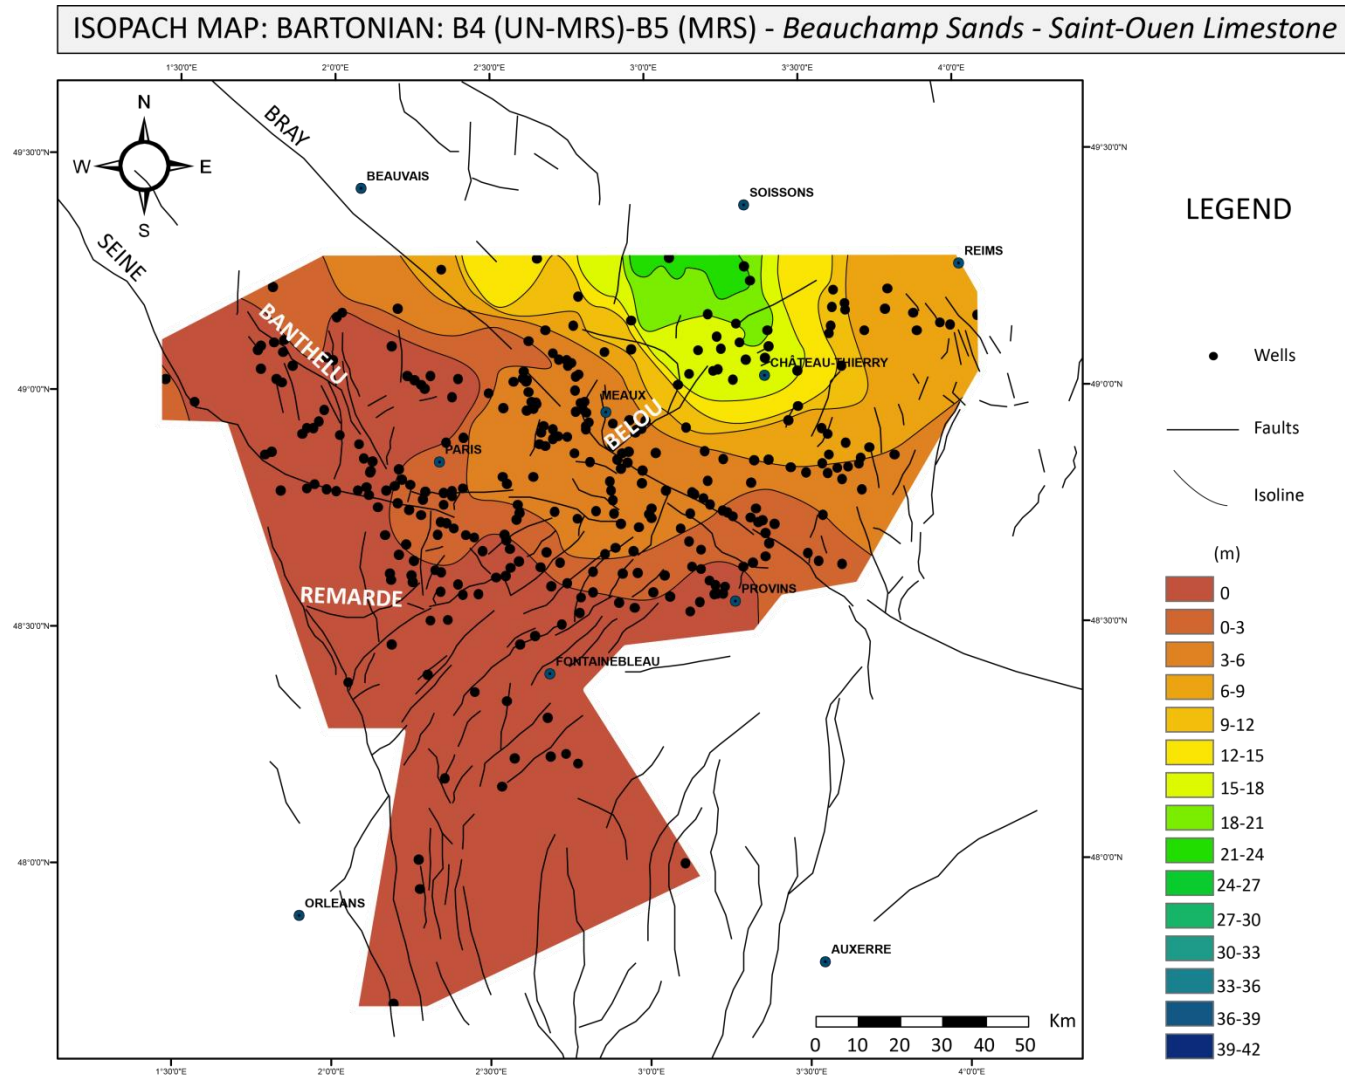 ISOPACH MAP: BARTONIAN: B4 (UN-MRS)-B5 (MRS) - Beauchamp Sands - Saint-Ouen Limestone
1°30'0"E 2°0'0"E 2°30'0"E 3°0'0"E 3°30'0"E 4°0'0"E
N
W E
S
BRAY
49°30'0"N 49°30'0"N
BEAUVAIS
SOISSONS
LEGEND
SEINE
REIMS
BANTHELU
Wells
CHÂTEAU-THIERRY
49°0'0"N 49°0'0"N
MEAUX
BELOU
Faults
PARIS
Isoline
(m)
REMARDE
PROVINS
0
48°30'0"N 48°30'0"N
0-3
FONTAINEBLEAU
3-6
6-9
9-12
12-15
15-18
18-21
21-24
48°0'0"N 48°0'0"N
24-27
ORLEANS
27-30
AUXERRE
30-33
33-36
36-39
Km
0 10 20 30 40 50
39-42
1°30'0"E 2°0'0"E 2°30'0"E 3°0'0"E 3°30'0"E 4°0'0"E